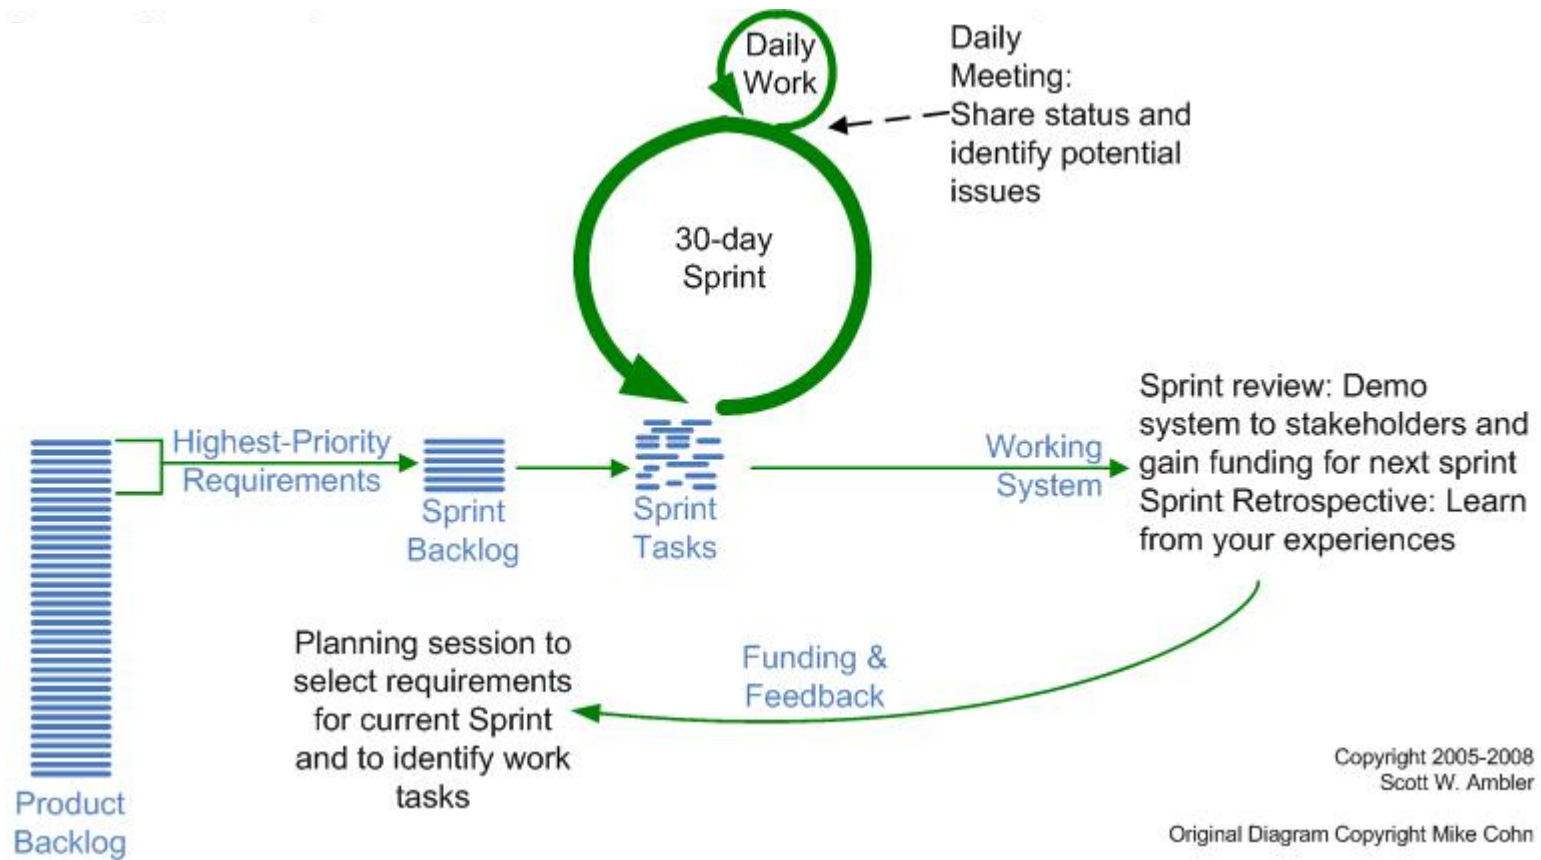 Daily
Work
Daily
Meeting:
Share status and
identify potential
issues
30-day
Sprint
Highest-Priority
Requirements
Sprint
Backlog
Sprint
Tasks
Working
System
Sprint review: Demo
system to stakeholders and
gain funding for next sprint
Sprint Retrospective: Learn
from your experiences
Planning session to
select requirements
for current Sprint
and to identify work
tasks
Funding &
Feedback
Product
Backlog
Copyright 2005-2008
Scott W. Ambler
Original Diagram Copyright Mike Cohn